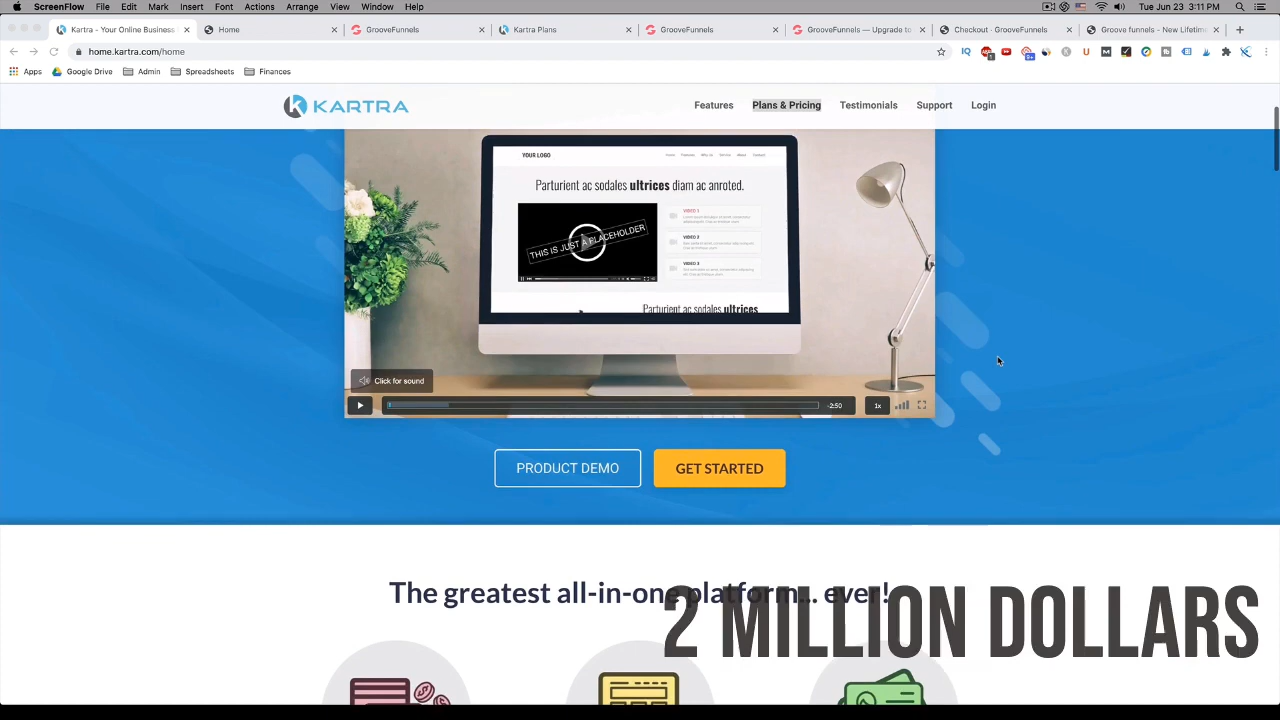 ScreenFlow File Edit Mark Insert Font Actions Arrange View Window Help Tue Jun 23 3:11 PM
Kartra - Your Online Business Home GrooveFunnels Kartra Plans GrooveFunnels GrooveFunnels — Upgrade to Checkout · GrooveFunnels Groove funnels - New Lifetim
home.kartra.com/home
Apps Google Drive Admin Spreadsheets Finances
KARTRA Features Plans & Pricing Testimonials Support Login
YOUR LOGO
Parturient ac sodales ultrices diam ac anroted.
VIDEO 1
THIS IS JUST A PLACEHOLDER
VIDEO 2
VIDEO 3
Parturient ac sodales ultrices
Click for sound
-2:50 1x
PRODUCT DEMO GET STARTED
The greatest all-in-one platform... ever!
2 MILLION DOLLARS